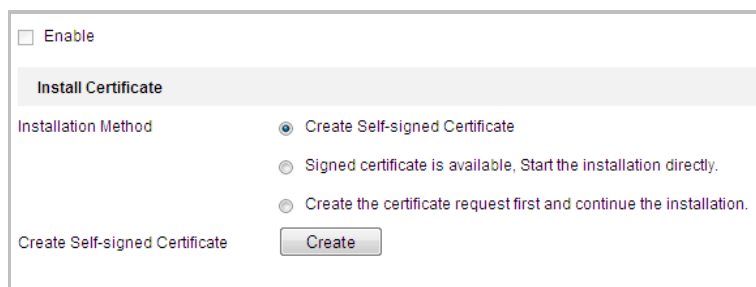 Enable
Install Certificate
Installation Method
Create Self-signed Certificate
Signed certificate is available, Start the installation directly.
Create the certificate request first and continue the installation.
Create Self-signed Certificate
Create